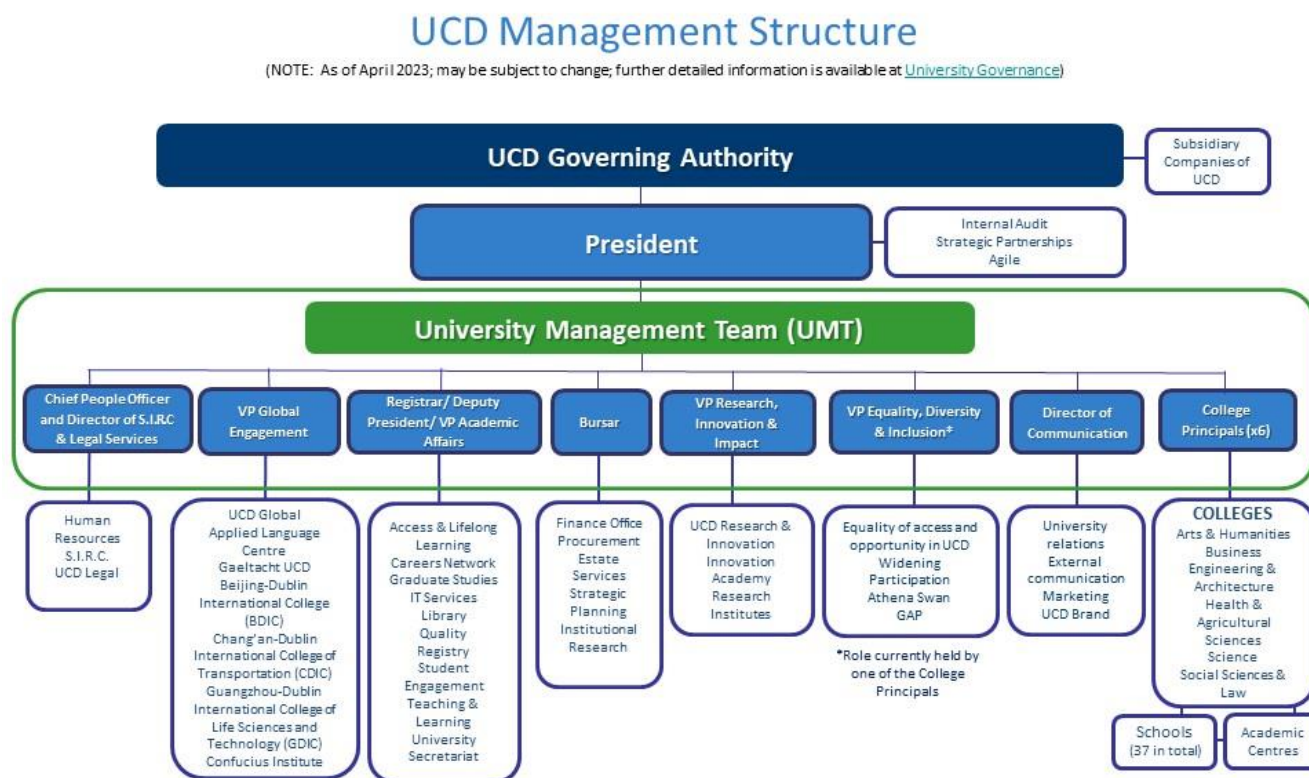 UCD Management Structure
(NOTE: As of April 2023; may be subject to change; further detailed information is available at University Governance)
UCD Governing Authority
Subsidiary
Companies of
UCD
President
Internal Audit
Strategic Partnerships
Agile
University Management Team (UMT)
Chief People Officer
and Director of S.I.R.C
& Legal Services
VP Global
Engagement
Registrar/ Deputy
President/ VP Academic
Affairs
Bursar
VP Research,
Innovation &
Impact
VP Equality, Diversity
& Inclusion*
Director of
Communication
College
Principals (x6)
Human
Resources
S.I.R.C.
UCD Legal
UCD Global
Applied Language
Centre
Gaeltacht UCD
Beijing-Dublin
International College
(BDIC)
Chang'an-Dublin
International College of
Transportation (CDIC)
Guangzhou-Dublin
International College of
Life Sciences and
Technology (GDIC)
Confucius Institute
Access & Lifelong
Learning
Careers Network
Graduate Studies
IT Services
Library
Quality
Registry
Student
Engagement
Teaching &
Learning
University
Secretariat
Finance Office
Procurement
Estate
Services
Strategic
Planning
Institutional
Research
UCD Research &
Innovation
Innovation
Academy
Research
Institutes
Equality of access and
opportunity in UCD
Widening
Participation
Athena Swan
GAP
*Role currently held by
one of the College
Principals
University
relations
External
communication
Marketing
UCD Brand
COLLEGES
Arts & Humanities
Business
Engineering &
Architecture
Health &
Agricultural
Sciences
Science
Social Sciences &
Law
Schools
(37 in total)
Academic
Centres